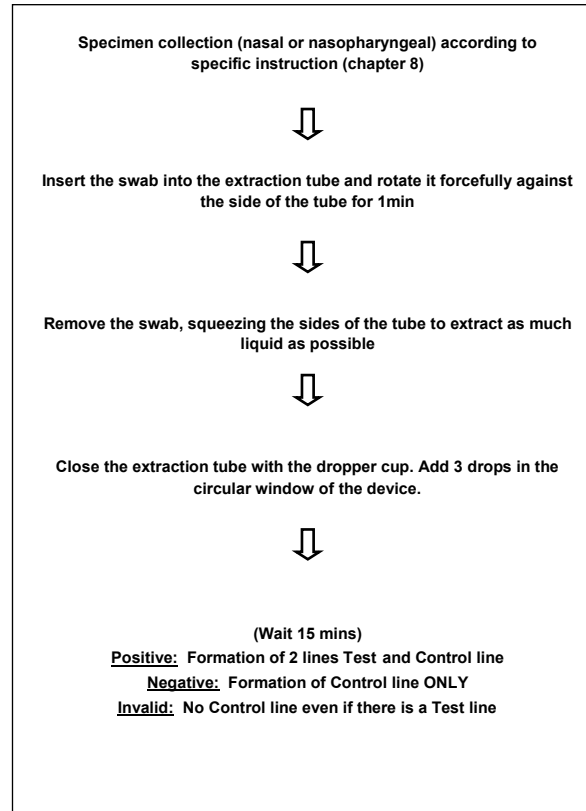 Specimen collection (nasal or nasopharyngeal) according to
specific instruction (chapter 8)
Insert the swab into the extraction tube and rotate it forcefully against
the side of the tube for 1min
Remove the swab, squeezing the sides of the tube to extract as much
liquid as possible
Close the extraction tube with the dropper cup. Add 3 drops in the
circular window of the device.
(Wait 15 mins)
Positive: Formation of 2 lines Test and Control line
Negative: Formation of Control line ONLY
Invalid: No Control line even if there is a Test line